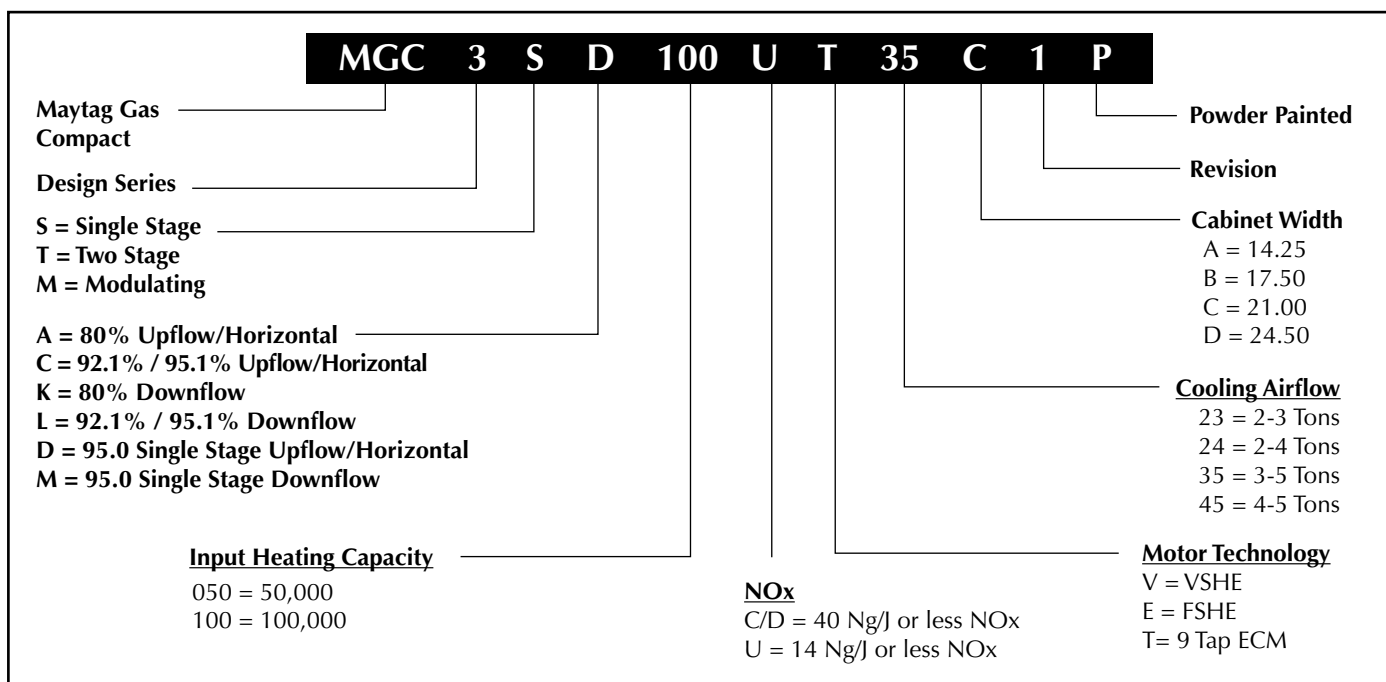 MGC 3 S D 100 U T 35 C 1 P
Maytag Gas
Compact
Design Series
S = Single Stage
T = Two Stage
M = Modulating
A = 80% Upflow/Horizontal
C = 92.1% / 95.1% Upflow/Horizontal
K = 80% Downflow
L = 92.1% / 95.1% Downflow
D = 95.0 Single Stage Upflow/Horizontal
M = 95.0 Single Stage Downflow
Input Heating Capacity
050 = 50,000
100 = 100,000
NOx
C/D = 40 Ng/J or less NOx
U = 14 Ng/J or less NOx
Motor Technology
V = VSHE
E = FSHE
T= 9 Tap ECM
Cooling Airflow
23 = 2-3 Tons
24 = 2-4 Tons
35 = 3-5 Tons
45 = 4-5 Tons
Cabinet Width
A = 14.25
B = 17.50
C = 21.00
D = 24.50
Revision
Powder Painted